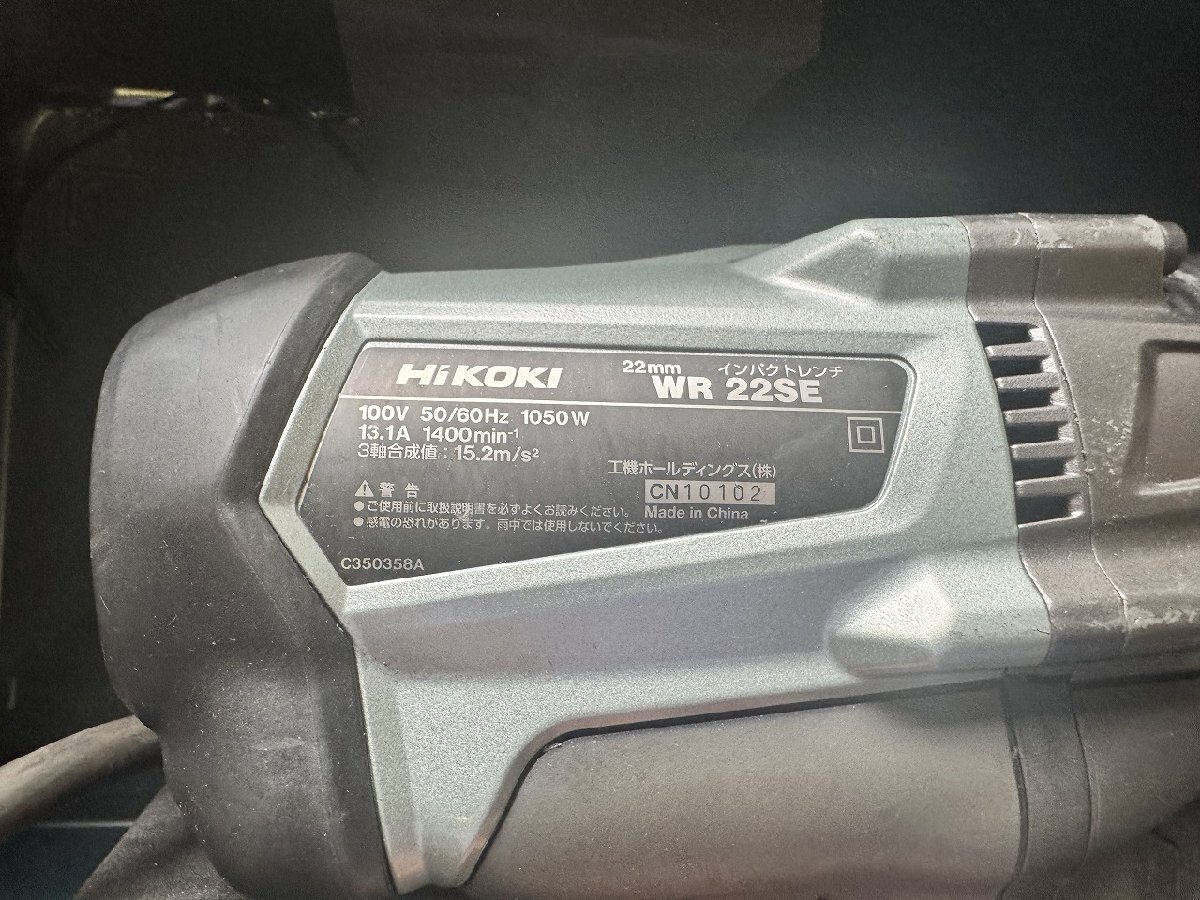 HiKOKI
22mm インパクトレンチ
WR 22SE
100V 50/60Hz 1050W
13.1A 1400min⁻¹
3軸合成値：15.2m/s²
工機ホールディングス(株)
CN10102
Made in China
⚠警告
●ご使用前に取扱説明書を必ずよくお読みください。
●感電の恐れがあります。雨中では使用しないでください。
C350358A